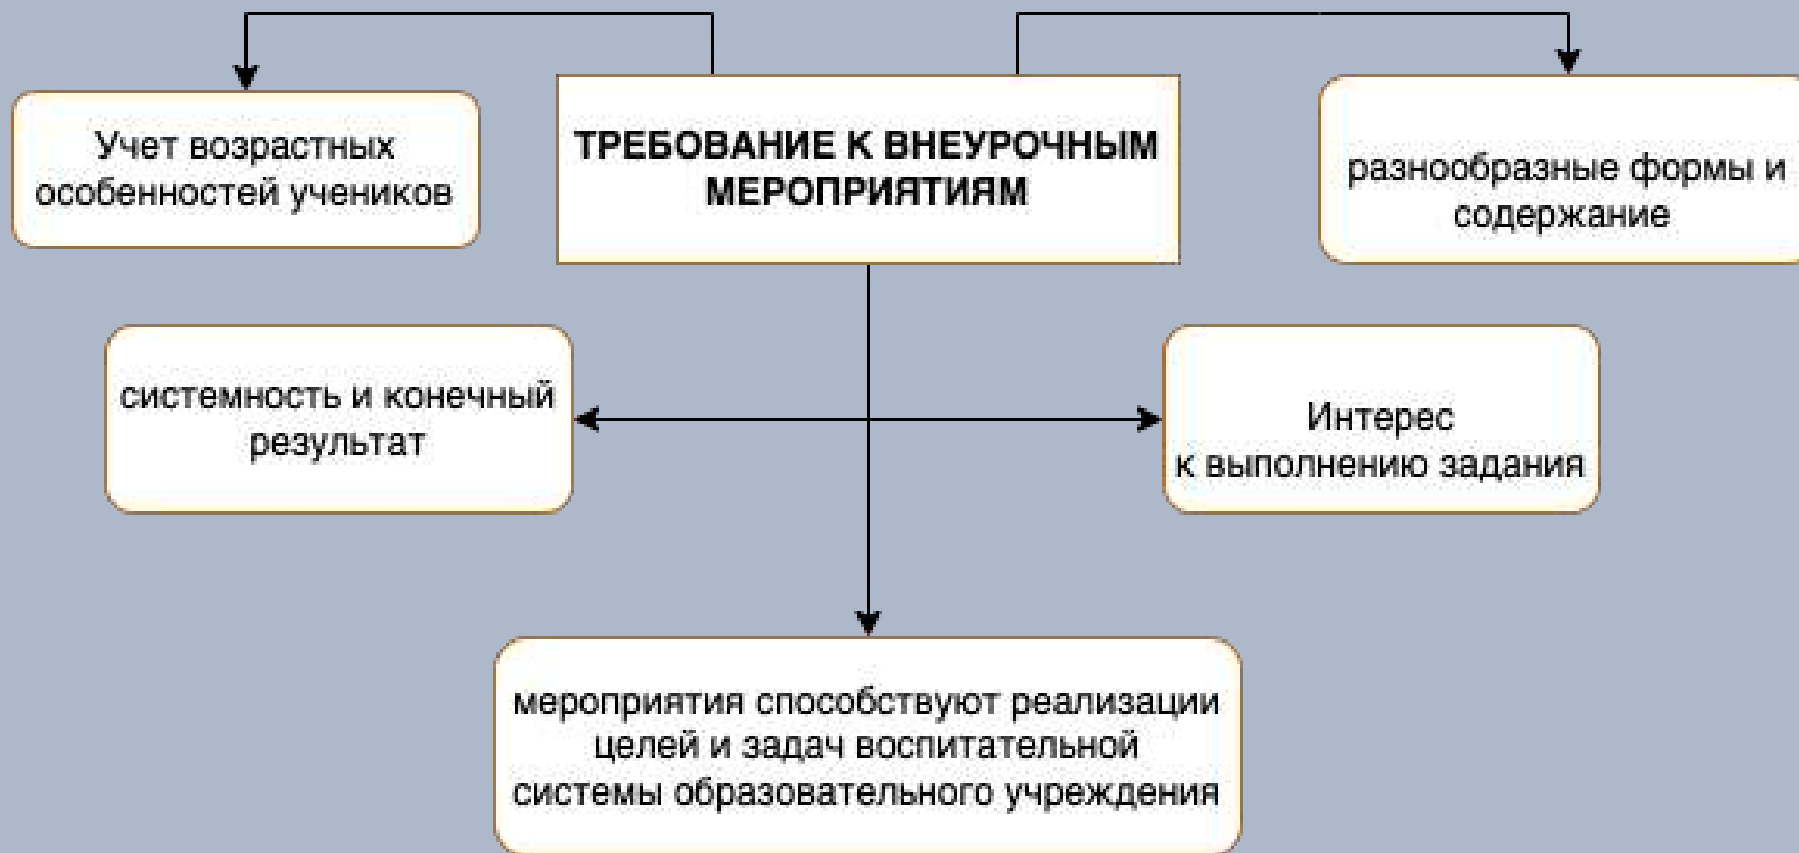 Учет возрастных
особенностей учеников
ТРЕБОВАНИЕ К ВНЕУРОЧНЫМ
МЕРОПРИЯТИЯМ
разнообразные формы и
содержание
системность и конечный
результат
Интерес
к выполнению задания
мероприятия способствуют реализации
целей и задач воспитательной
системы образовательного учреждения